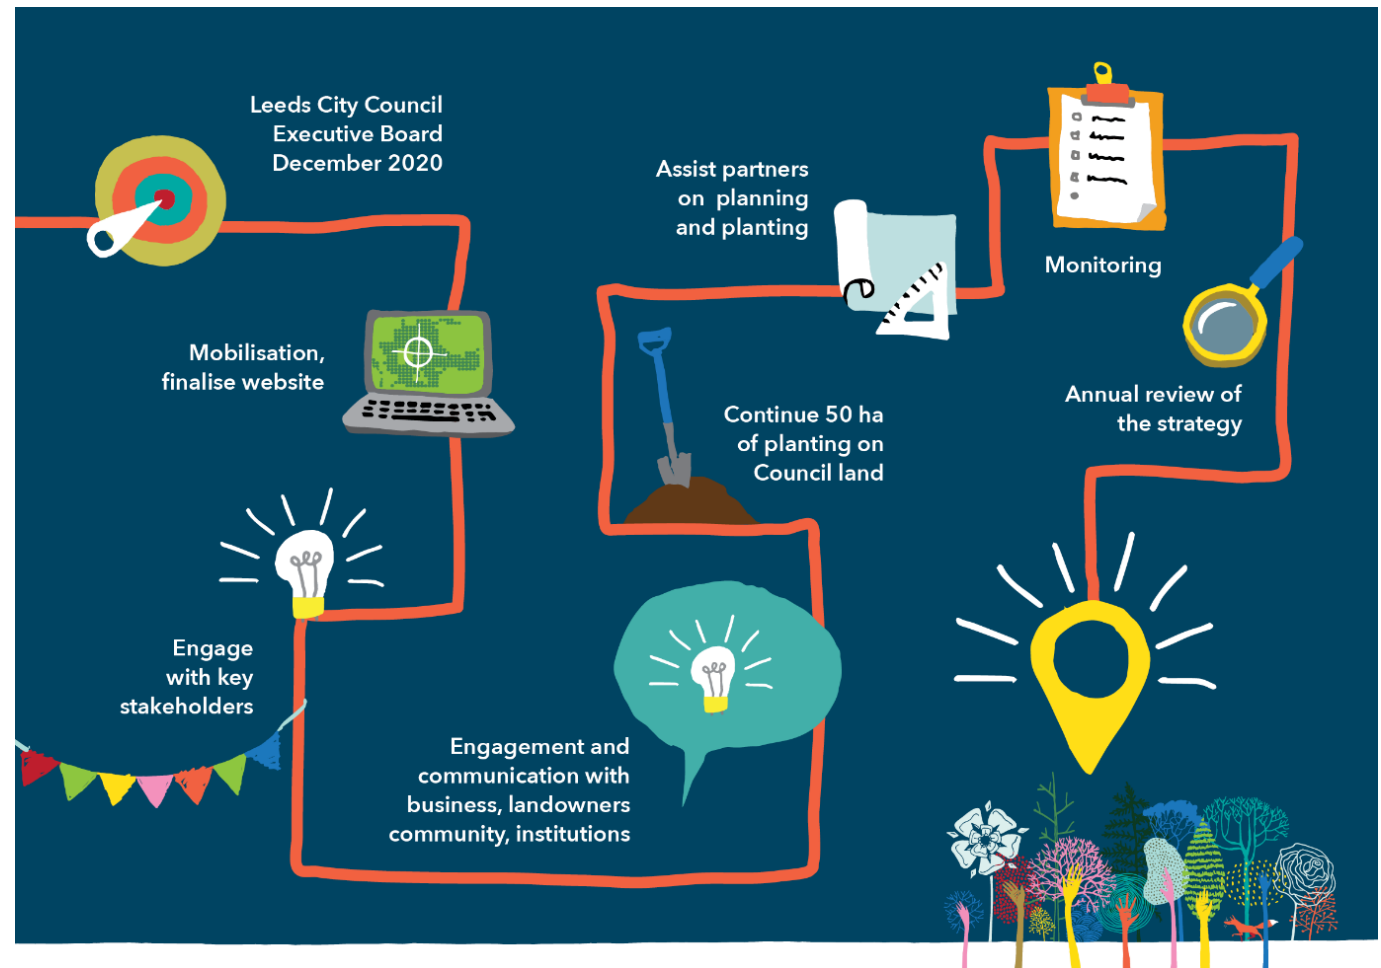 Leeds City Council
Executive Board
December 2020
Mobilisation,
finalise website
Engage
with key
stakeholders
Engagement and
communication with
business, landowners
community, institutions
Continue 50 ha
of planting on
Council land
Assist partners
on planning
and planting
Monitoring
Annual review of
the strategy